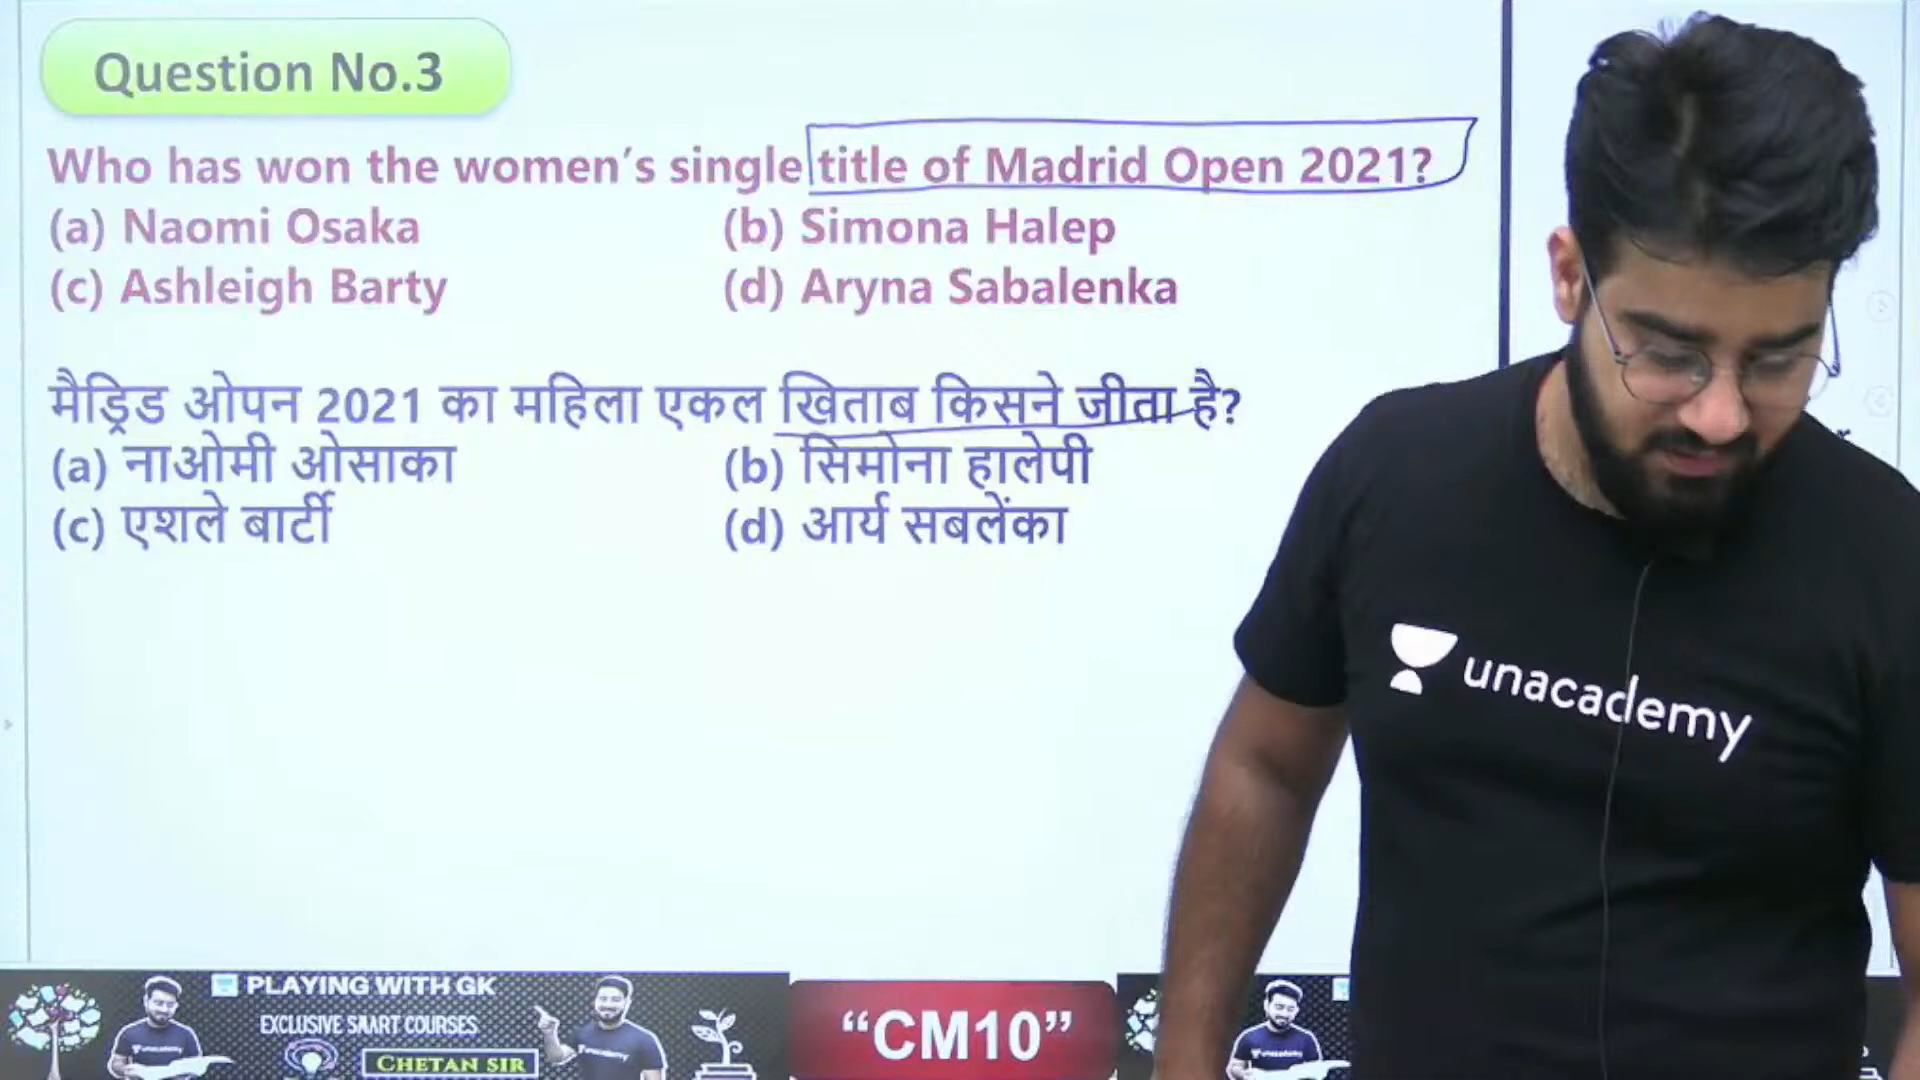 Question No.3
Who has won the women’s single title of Madrid Open 2021?
(a) Naomi Osaka (b) Simona Halep
(c) Ashleigh Barty (d) Aryna Sabalenka
मैड्रिड ओपन 2021 का महिला एकल खिताब किसने जीता है?
(a) नाओमी ओसाका (b) सिमोना हालेपी
(c) एशले बार्टी (d) आर्य सबलेंका
unacademy
PLAYING WITH GK
EXCLUSIVE SMART COURSES
CHETAN SIR
“CM10”